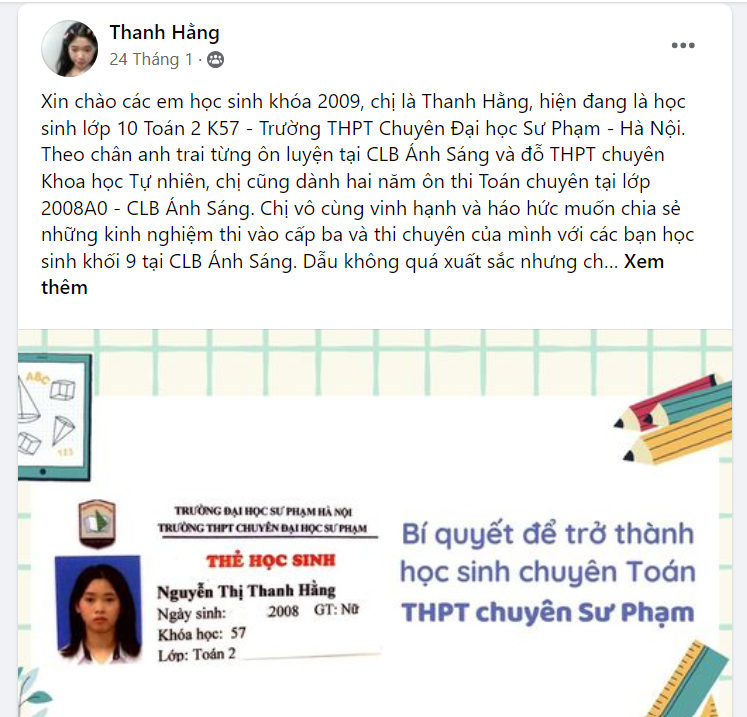 Thanh Hằng
24 Tháng 1 ·
Xin chào các em học sinh khóa 2009, chị là Thanh Hằng, hiện đang là học
sinh lớp 10 Toán 2 K57 - Trường THPT Chuyên Đại học Sư Phạm - Hà Nội.
Theo chân anh trai từng ôn luyện tại CLB Ánh Sáng và đỗ THPT chuyên
Khoa học Tự nhiên, chị cũng dành hai năm ôn thi Toán chuyên tại lớp
2008A0 - CLB Ánh Sáng. Chị vô cùng vinh hạnh và háo hức muốn chia sẻ
những kinh nghiệm thi vào cấp ba và thi chuyên của mình với các bạn học
sinh khối 9 tại CLB Ánh Sáng. Dẫu không quá xuất sắc nhưng ch... Xem
thêm
ABC
123
TRƯỜNG ĐẠI HỌC SƯ PHẠM HÀ NỘI
TRƯỜNG THPT CHUYÊN ĐẠI HỌC SƯ PHẠM
THẺ HỌC SINH
Nguyễn Thị Thanh Hằng
Ngày sinh: 2008 GT: Nữ
Khóa học: 57
Lớp: Toán 2
Bí quyết để trở thành
học sinh chuyên Toán
THPT chuyên Sư Phạm